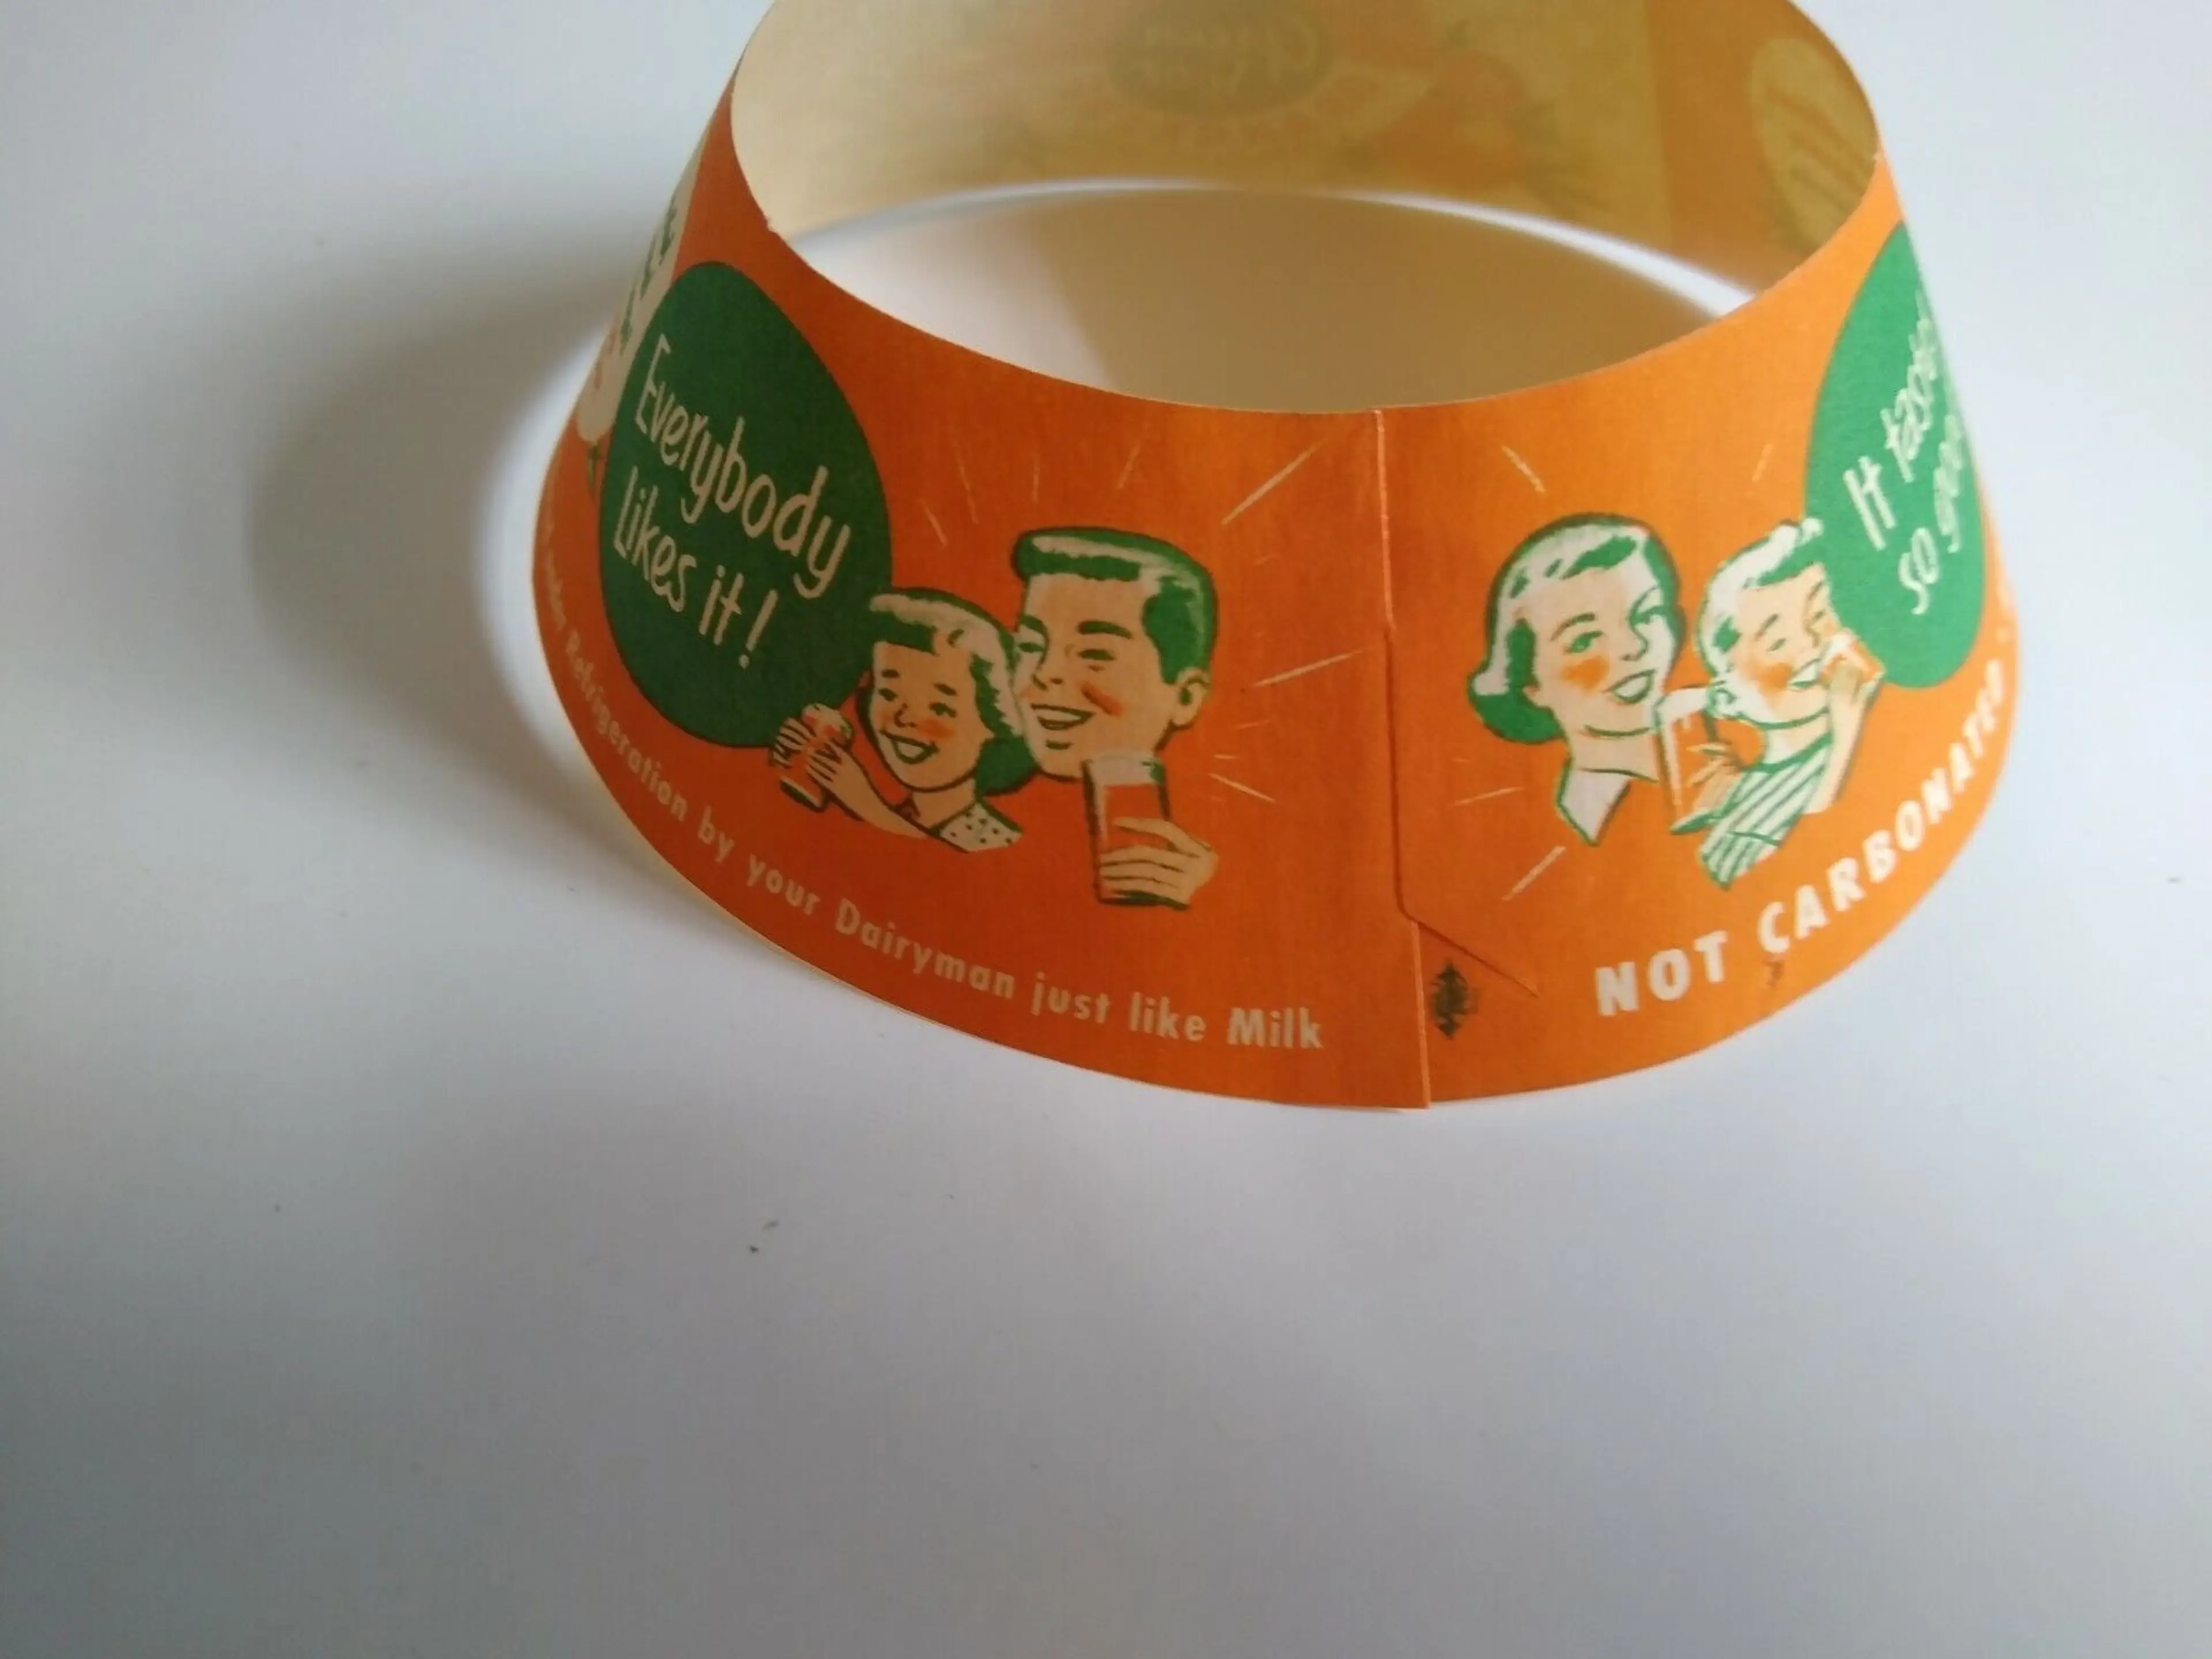 Everybody
likes it!
It
so
Refrigeration by your Dairyman just like Milk
NOT CARBONATED